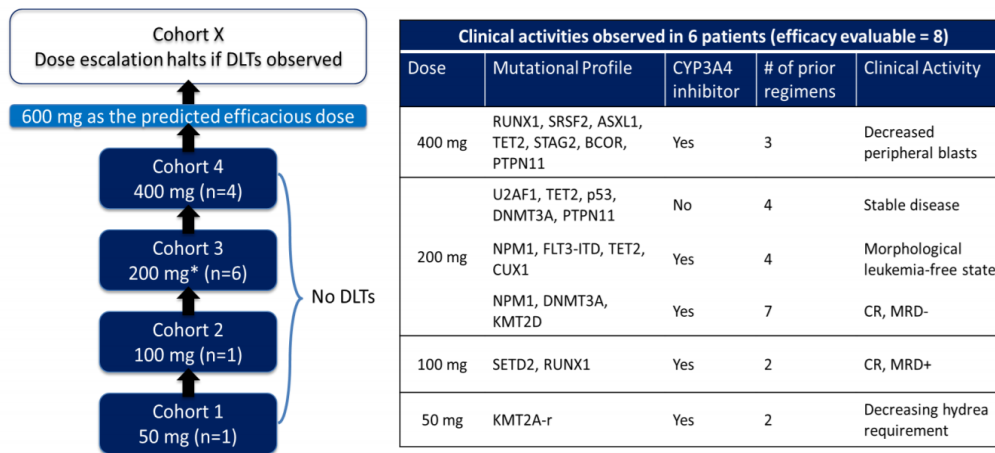 Cohort X
Dose escalation halts if DLTs observed
600 mg as the predicted efficacious dose
Cohort 4
400 mg (n=4)
Cohort 3
200 mg* (n=6)
Cohort 2
100 mg (n=1)
Cohort 1
50 mg (n=1)
No DLTs
Clinical activities observed in 6 patients (efficacy evaluable = 8)
Dose Mutational Profile CYP3A4 inhibitor # of prior regimens Clinical Activity
400 mg RUNX1, SRSF2, ASXL1, TET2, STAG2, BCOR, PTPN11 Yes 3 Decreased peripheral blasts
200 mg U2AF1, TET2, p53, DNMT3A, PTPN11 No 4 Stable disease
NPM1, FLT3-ITD, TET2, CUX1 Yes 4 Morphological leukemia-free state
NPM1, DNMT3A, KMT2D Yes 7 CR, MRD-
100 mg SETD2, RUNX1 Yes 2 CR, MRD+
50 mg KMT2A-r Yes 2 Decreasing hydrea requirement